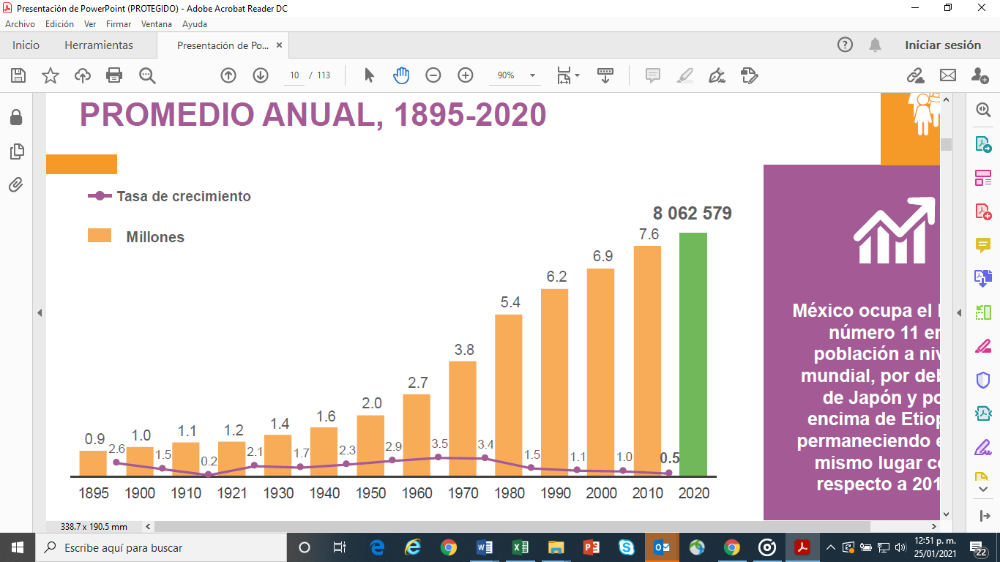 Presentación de PowerPoint (PROTEGIDO) - Adobe Acrobat Reader DC
Archivo Edición Ver Firmar Ventana Ayuda
Inicio Herramientas Presentación de Po... ×
Iniciar sesión
10 / 113 90%
PROMEDIO ANUAL, 1895-2020
Tasa de crecimiento
Millones
8 062 579
7.6
6.9
6.2
5.4
3.8
2.7
2.0
1.6
1.4
1.2
1.1
1.0
0.9
2.6 1.5 0.2 2.1 1.7 2.3 2.9 3.5 3.4 1.5 1.1 1.0 0.5
1895 1900 1910 1921 1930 1940 1950 1960 1970 1980 1990 2000 2010 2020
México ocupa el
número 11
población a
mundial, por
de Japón y
encima de
permaneciendo
mismo lugar
respecto a
338.7 x 190.5 mm
Escribe aquí para buscar
12:51 p. m.
25/01/2021
22